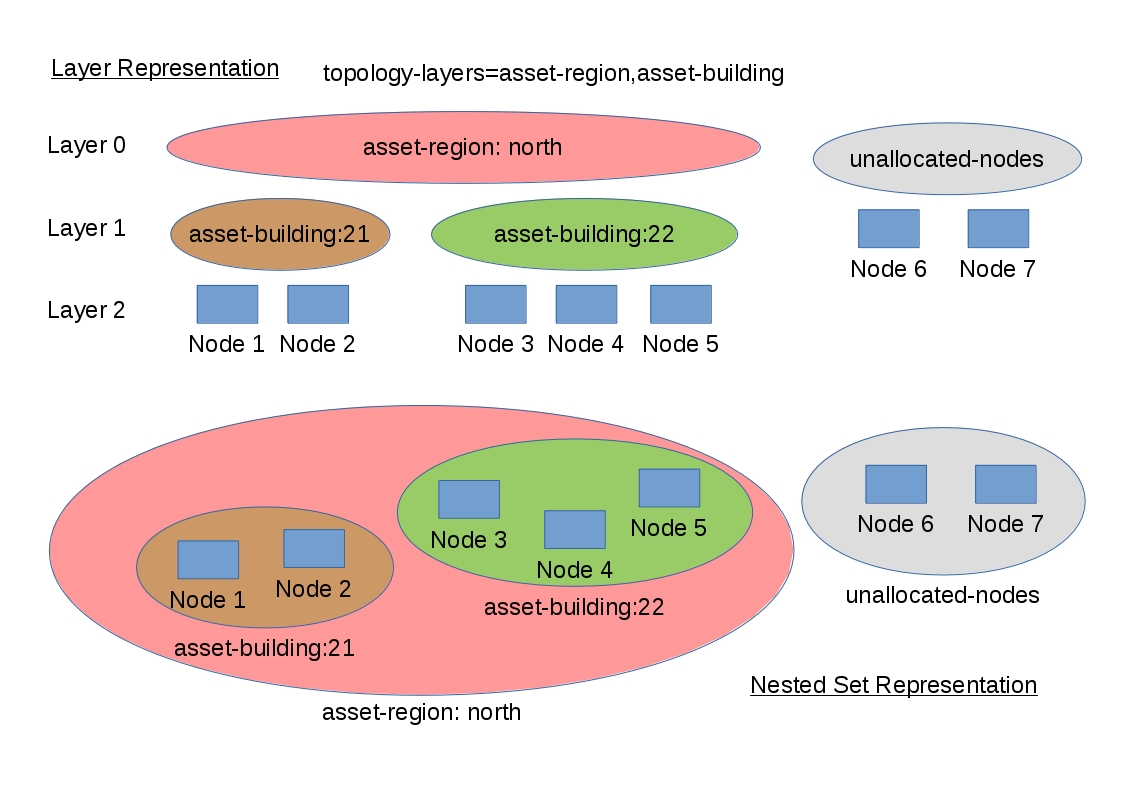 Layer Representation
topology-layers=asset-region,asset-building
Layer 0
asset-region: north
unallocated-nodes
Layer 1
asset-building:21
asset-building:22
Node 6
Node 7
Layer 2
Node 1
Node 2
Node 3
Node 4
Node 5
Node 3
Node 5
Node 4
Node 1
Node 2
asset-building:22
asset-building:21
asset-region: north
Node 6
Node 7
unallocated-nodes
Nested Set Representation